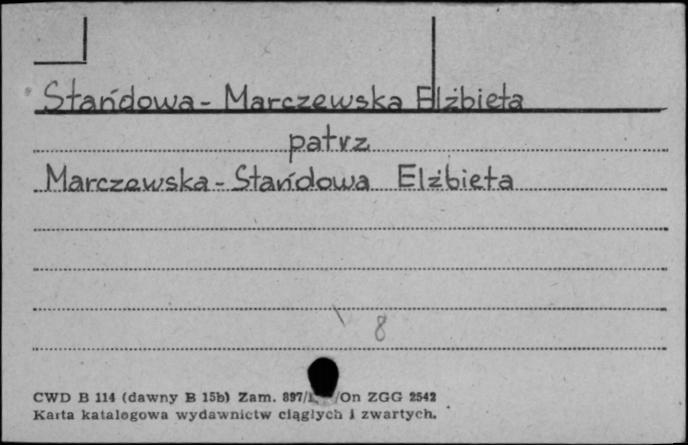 Stańdowa - Marczewska Elżbieta
patrz
Marczewska - Stańdowa Elżbieta
8
CWD B 114 (dawny B 15b) Zam. 897/ /On ZGG 2542
Karta katalogowa wydawnictw ciągłych i zwartych.